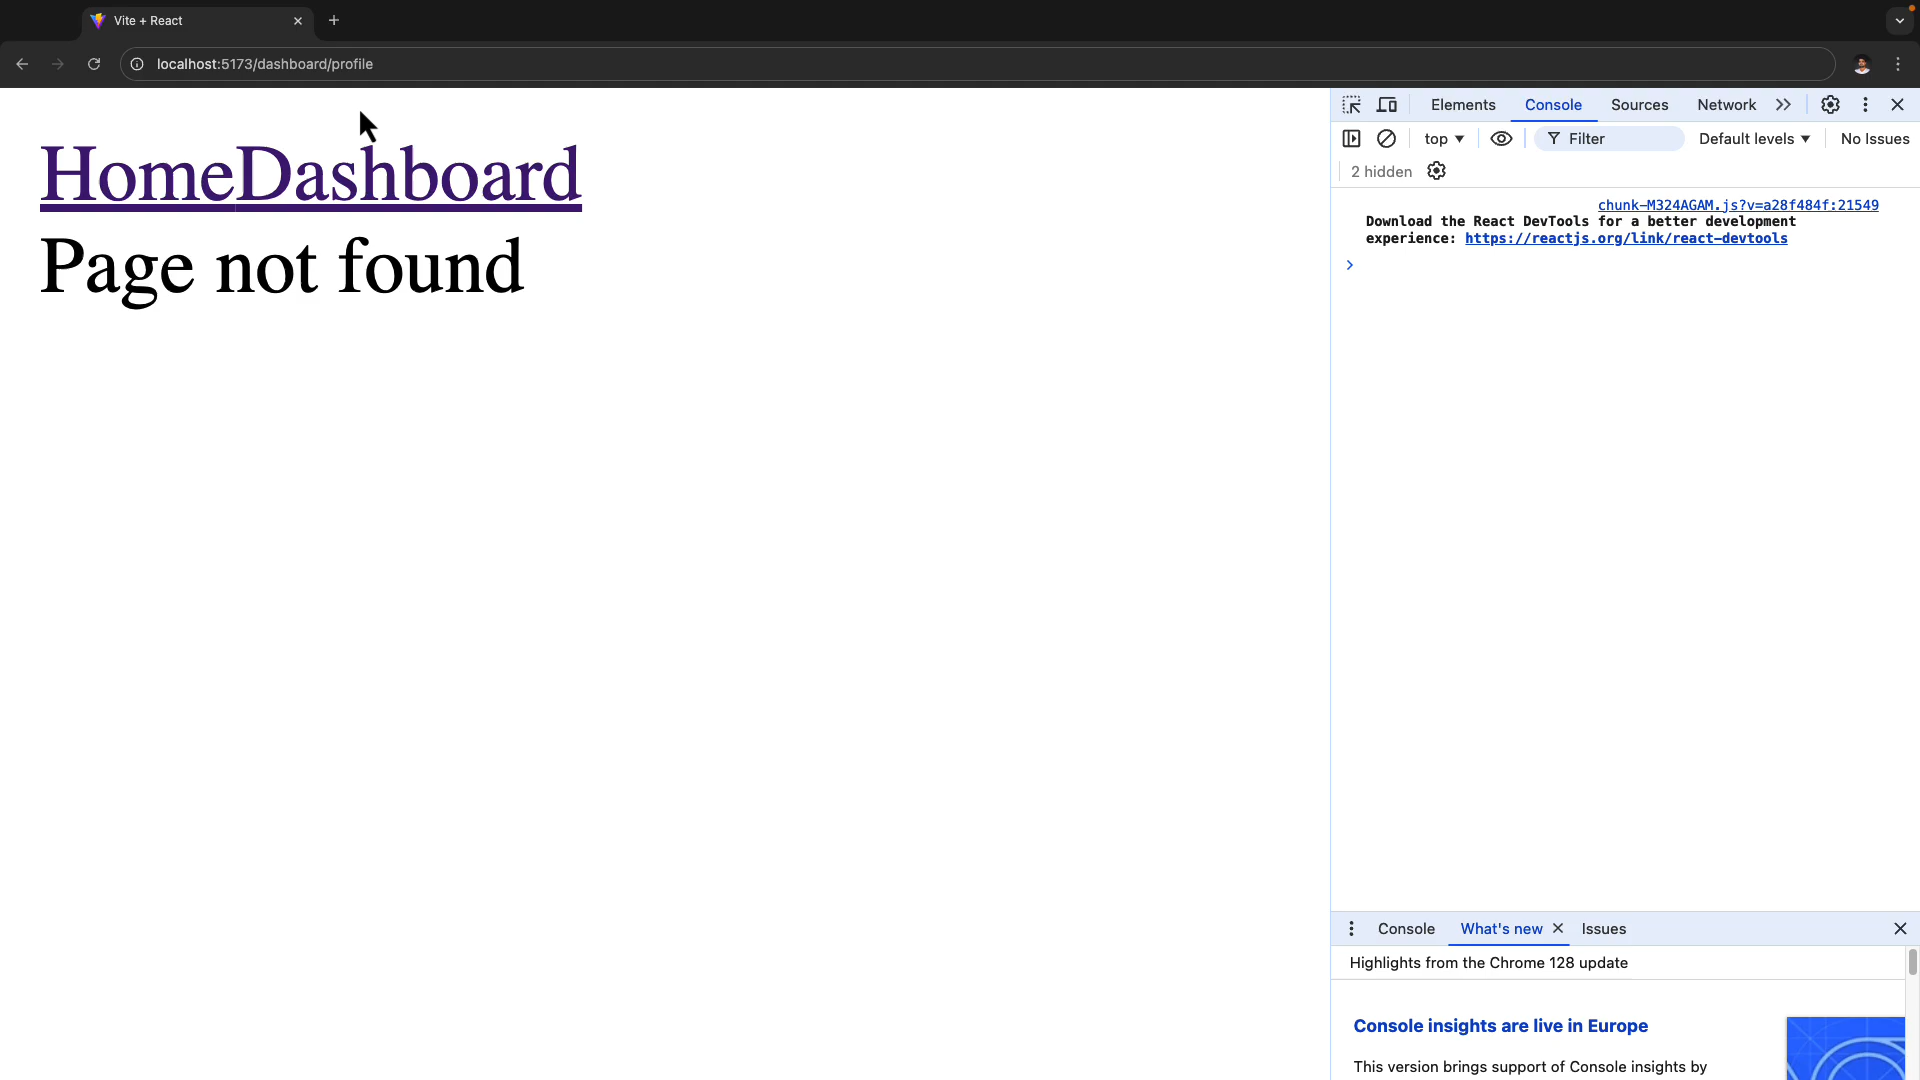 Vite + React
localhost:5173/dashboard/profile
HomeDashboard
Page not found
Elements Console Sources Network
top Filter Default levels No Issues
2 hidden
chunk-M324AGAM.js?v=a28f484f:21549
Download the React DevTools for a better development
experience: https://reactjs.org/link/react-devtools
Console What's new Issues
Highlights from the Chrome 128 update
Console insights are live in Europe
This version brings support of Console insights by